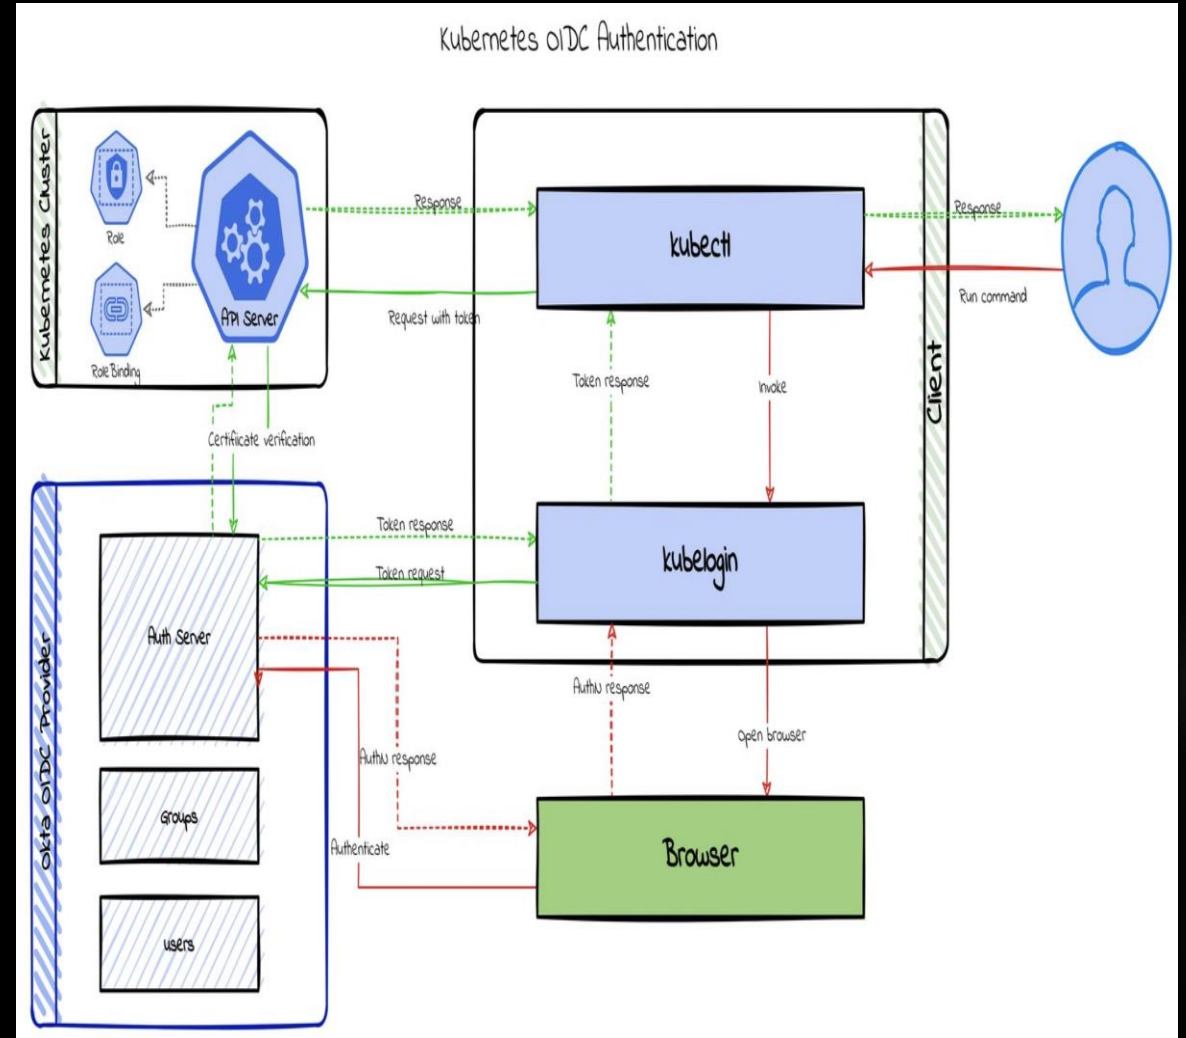 Kubernetes OIDC Authentication
Kubernetes Cluster
Role
Role Binding
API Server
Response
Request with token
kubectl
Response
Run command
Client
Token response
Invoke
Certifiicate verification
Okta OIDC Provider
Auth Server
Token response
Token request
kubelogin
AuthN response
Open browser
AuthN response
Authenticate
Groups
users
Browser